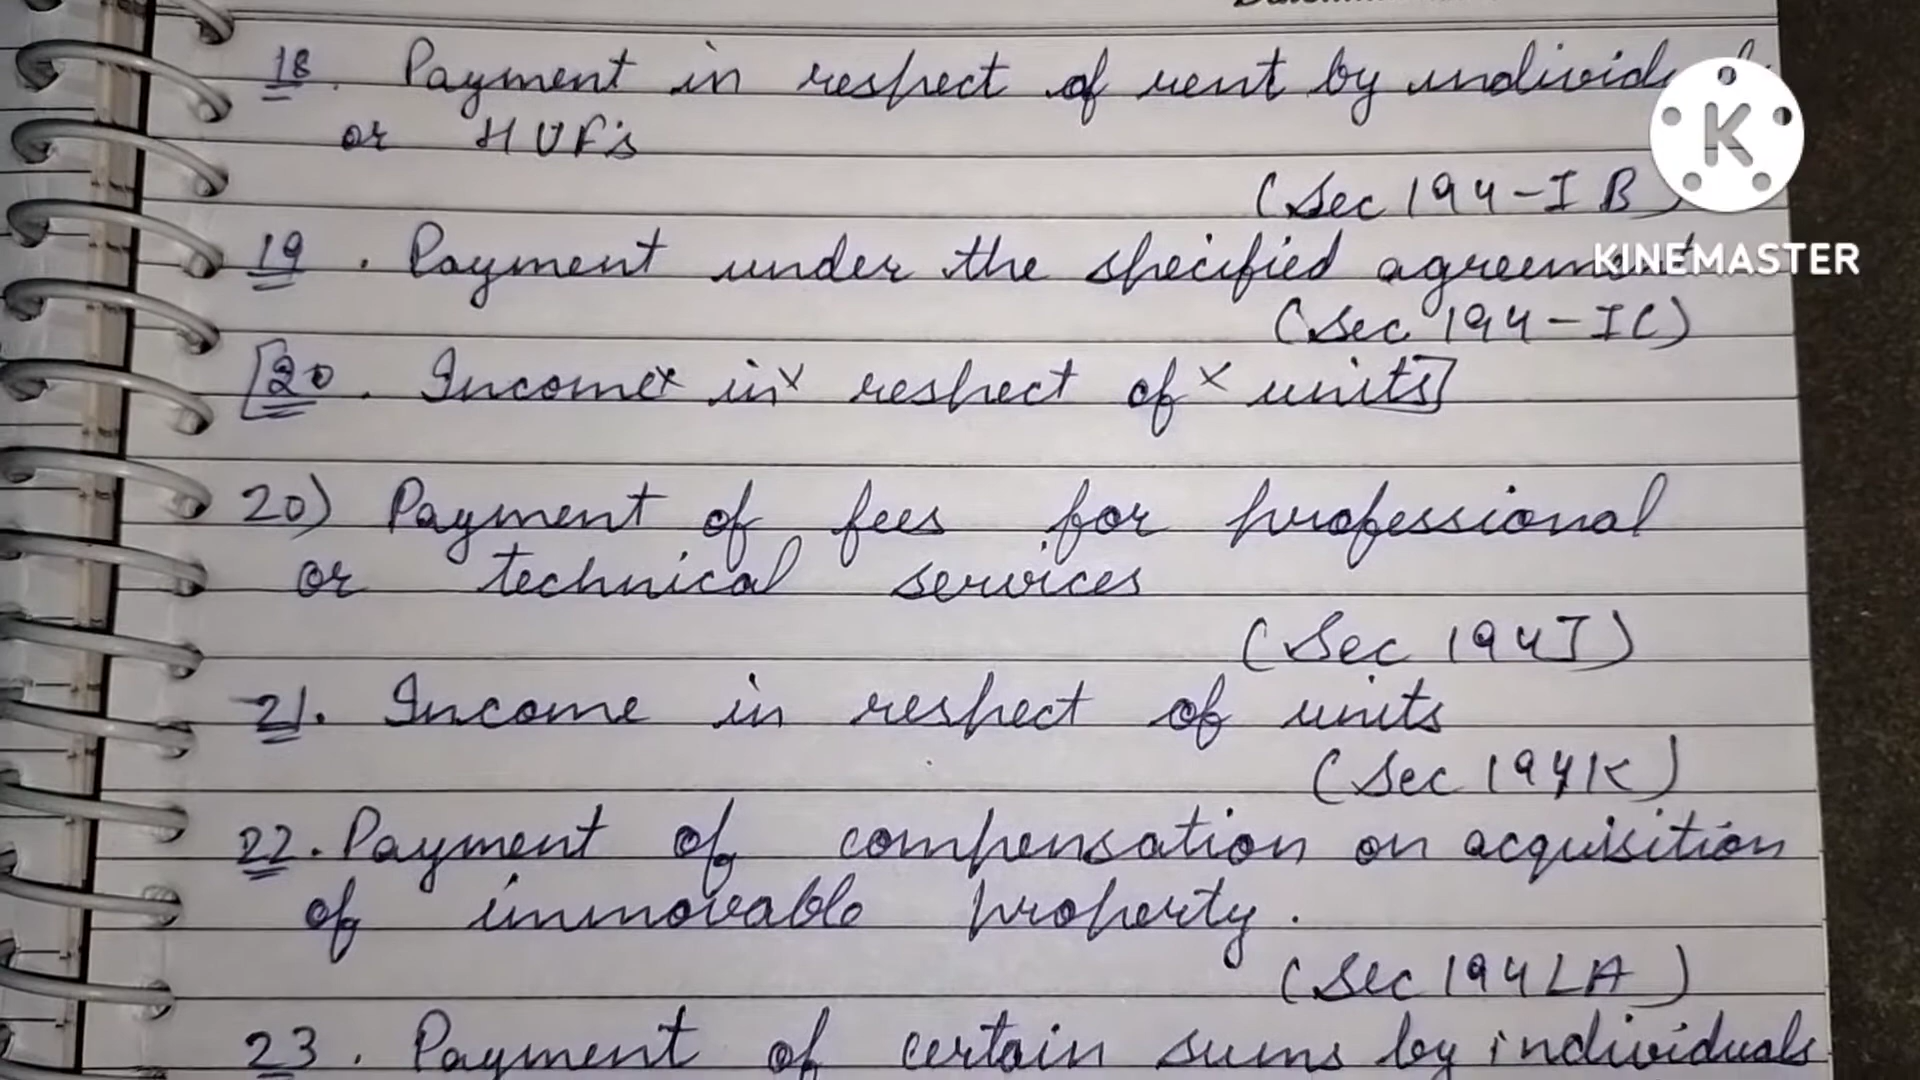 18. Payment in respect of rent by individual
or HUF's
(Sec 194-IB)
KINEMASTER
19. Payment under the specified agreement
(Sec 194-IC)
[20. Income x in x respect of x units]
20) Payment of fees for professional
or technical services
(Sec 194J)
21. Income in respect of units
(Sec 194K)
22. Payment of compensation on acquisition
of immovable property.
(Sec 194LA)
23. Payment of certain sums by individuals